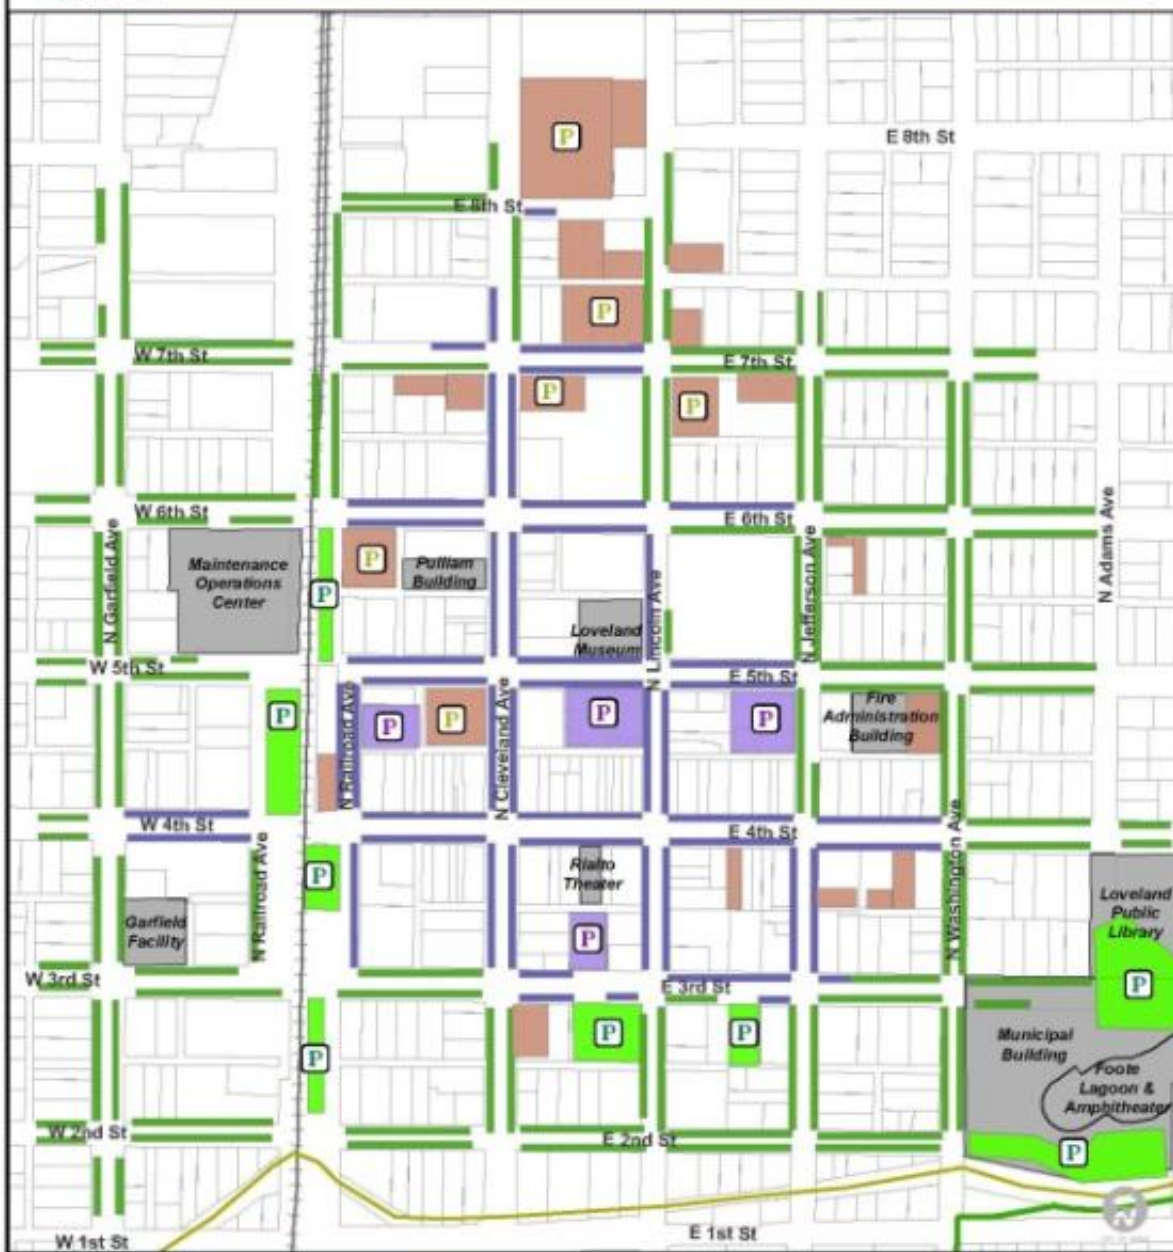 P
E 8th St
E 8th St
P
W 7th St
E 7th St
P
P
W 6th St
E 6th St
N Garfield Ave
Maintenance
Operations
Center
P
P
Pulliam
Building
Loveland
Museum
N Lincoln Ave
N Jefferson Ave
N Adams Ave
W 5th St
E 5th St
P
N Railroad Ave
P
P
N Cleveland Ave
P
P
Fire
Administration
Building
W 4th St
E 4th St
N Railroad Ave
P
Rialto
Theater
N Washington Ave
Loveland
Public
Library
Garfield
Facility
P
W 3rd St
E 3rd St
P
P
P
P
Municipal
Building
Foote
Lagoon &
Amphitheater
W 2nd St
E 2nd St
P
W 1st St
E 1st St